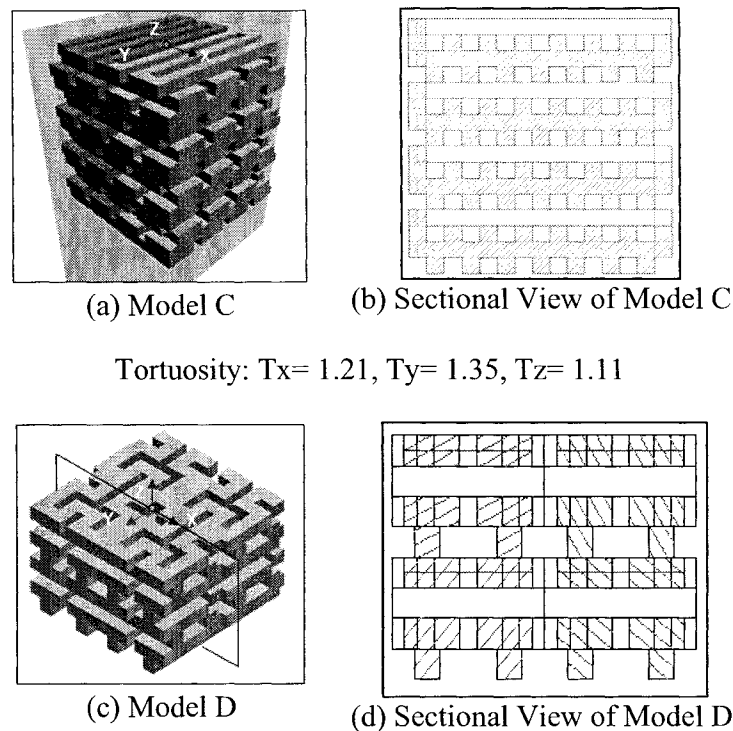 Z
Y
X
(a) Model C
(b) Sectional View of Model C
Tortuosity: Tx= 1.21, Ty= 1.35, Tz= 1.11
X
(c) Model D
(d) Sectional View of Model D